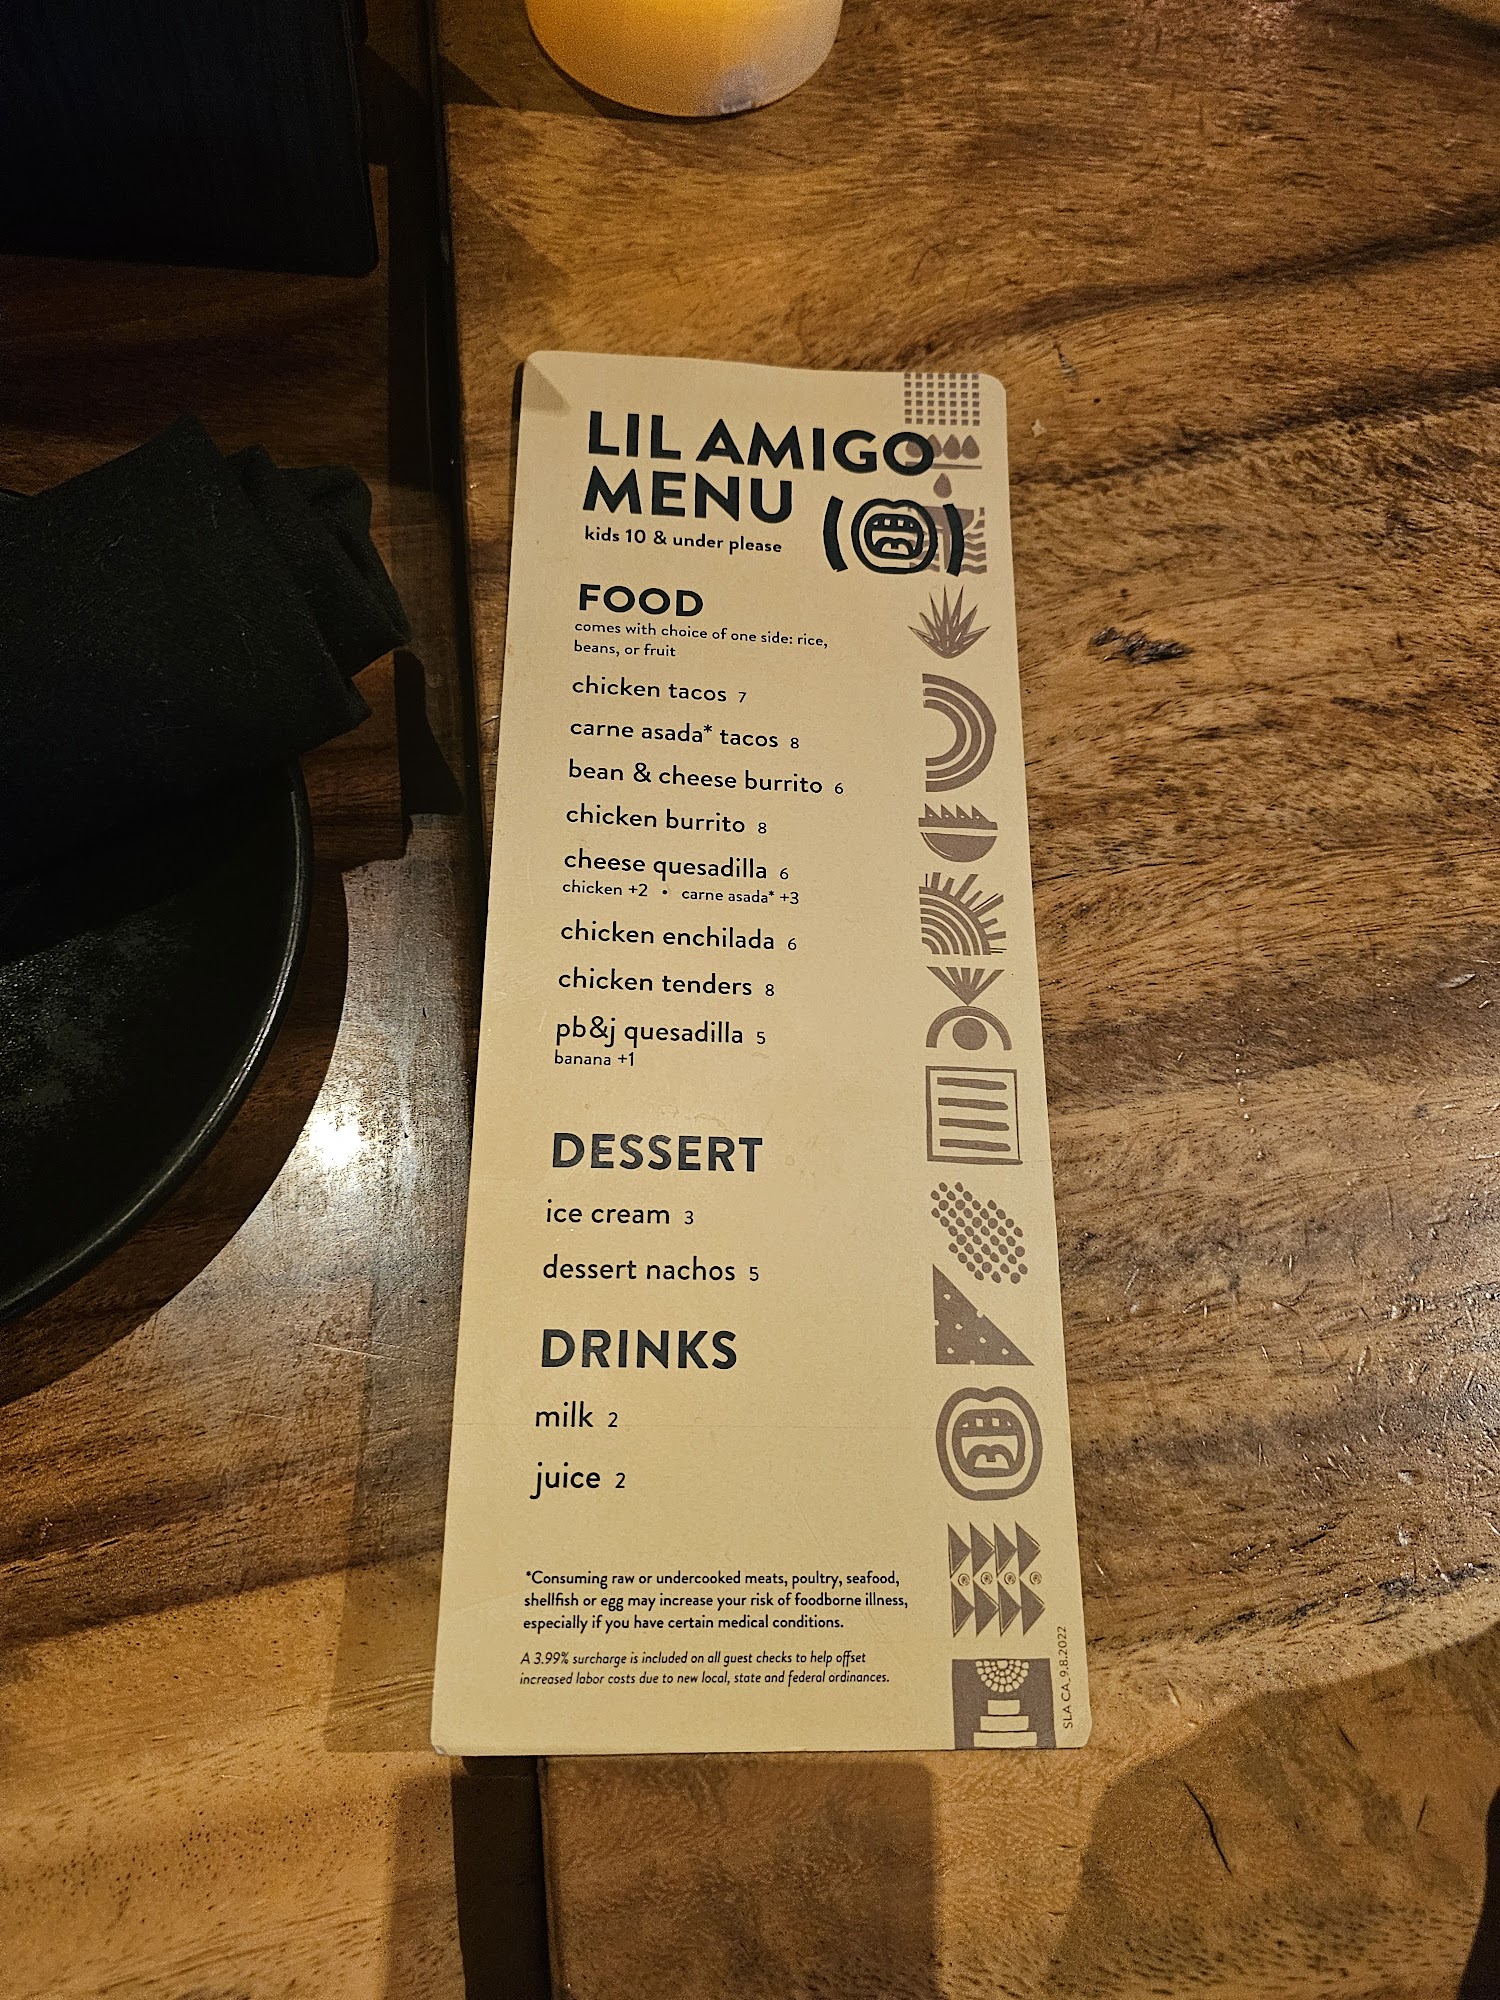 LIL AMIGO
MENU
kids 10 & under please
FOOD
comes with choice of one side: rice,
beans, or fruit
chicken tacos 7
carne asada* tacos 8
bean & cheese burrito 6
chicken burrito 8
cheese quesadilla 6
chicken +2 • carne asada* +3
chicken enchilada 6
chicken tenders 8
pb&j quesadilla 5
banana +1
DESSERT
ice cream 3
dessert nachos 5
DRINKS
milk 2
juice 2
*Consuming raw or undercooked meats, poultry, seafood,
shellfish or egg may increase your risk of foodborne illness,
especially if you have certain medical conditions.
A 3.99% surcharge is included on all guest checks to help offset
increased labor costs due to new local, state and federal ordinances.
SLA CA_9.8.2022